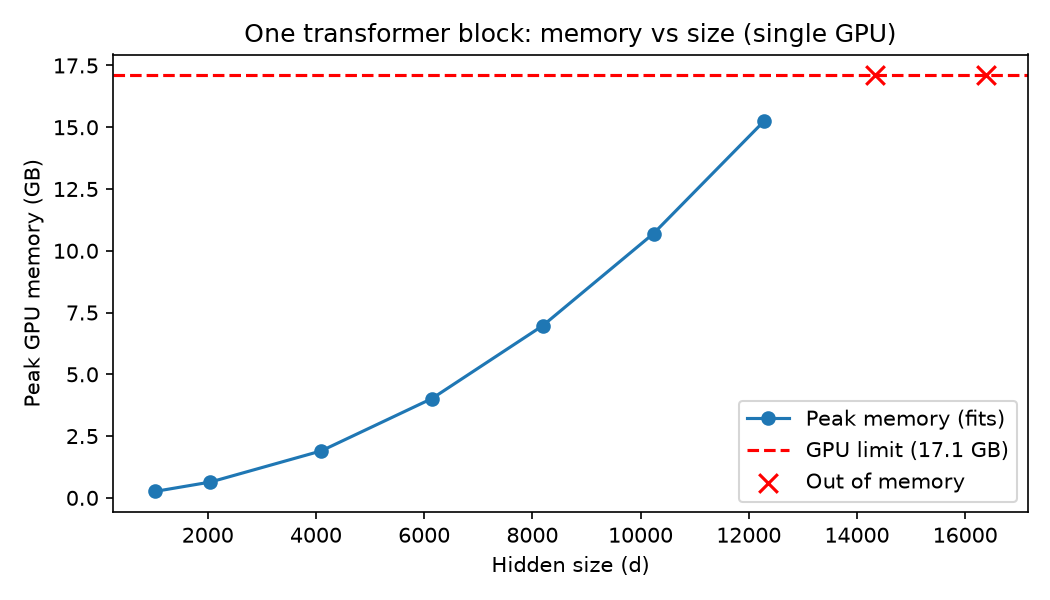 One transformer block: memory vs size (single GPU)
Peak GPU memory (GB)
17.5
15.0
12.5
10.0
7.5
5.0
2.5
0.0
Peak memory (fits)
GPU limit (17.1 GB)
Out of memory
2000 4000 6000 8000 10000 12000 14000 16000
Hidden size (d)